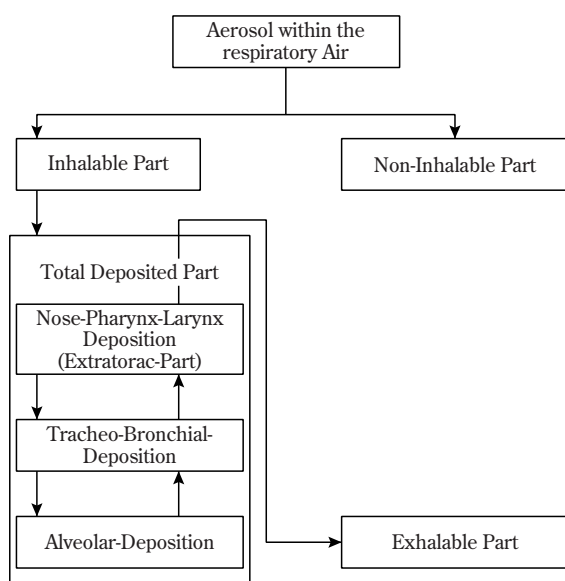 Aerosol within the
respiratory Air
Inhalable Part
Non-Inhalable Part
Total Deposited Part
Nose-Pharynx-Larynx
Deposition
(Extratorac-Part)
Tracheo-Bronchial-
Deposition
Alveolar-Deposition
Exhalable Part